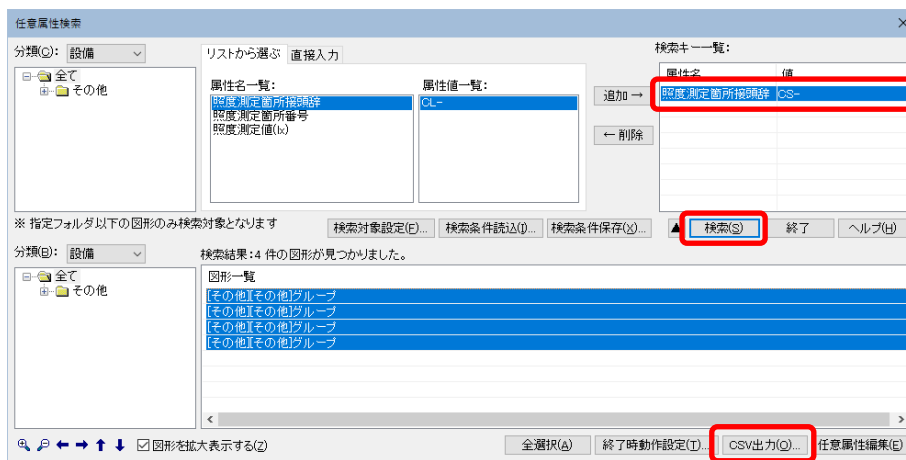 任意属性検索
分類(C): 設備
全て
その他
リストから選ぶ 直接入力
属性名一覧:
照度測定箇所接頭辞
照度測定箇所番号
照度測定値(lx)
属性値一覧:
CL-
追加→
←削除
検索キー一覧:
属性名 値
照度測定箇所接頭辞 CS-
※ 指定フォルダ以下の図形のみ検索対象となります
検索対象設定(F)... 検索条件読込(I)... 検索条件保存(X)... ▲ 検索(S) 終了 ヘルプ(H)
分類(B): 設備
全て
その他
検索結果:4 件の図形が見つかりました。
図形一覧
[その他][その他]グループ
[その他][その他]グループ
[その他][その他]グループ
[その他][その他]グループ
図形を拡大表示する(Z)
全選択(A) 終了時動作設定(T)... CSV出力(O)... 任意属性編集(E)